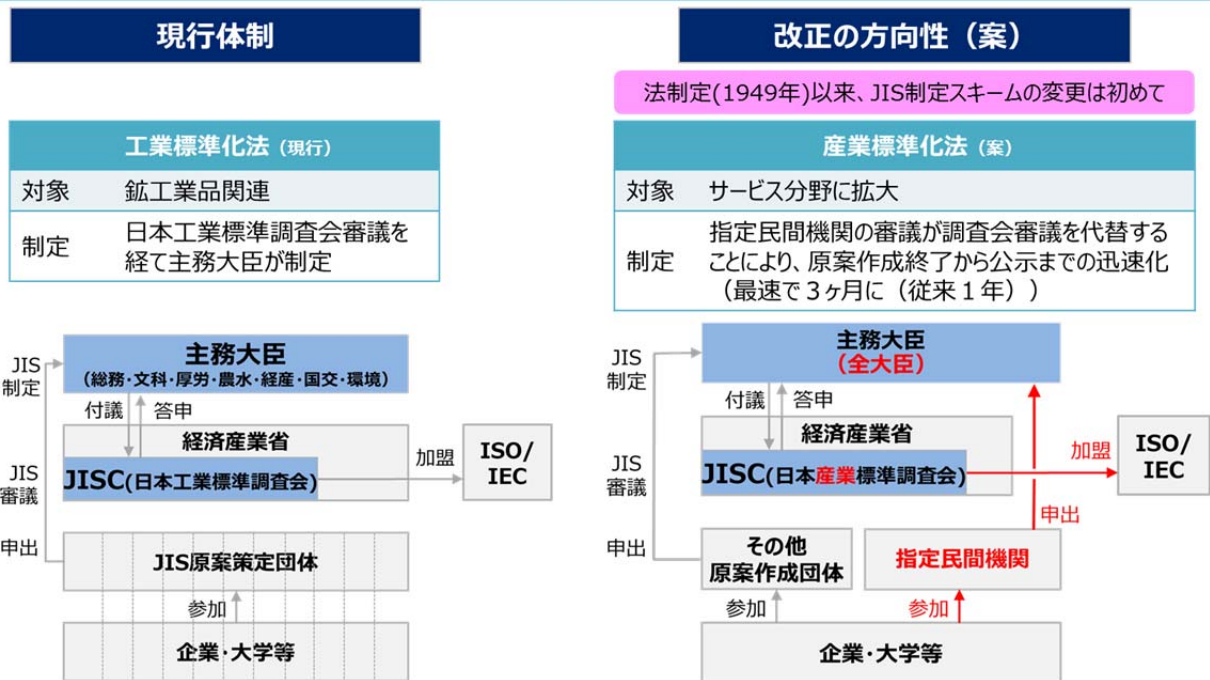 現行体制
工業標準化法（現行）
対象 鉱工業品関連
制定 日本工業標準調査会審議を
経て主務大臣が制定
JIS
制定
主務大臣
（総務・文科・厚労・農水・経産・国交・環境）
付議 答申
経済産業省
JISC(日本工業標準調査会)
加盟
ISO/
IEC
JIS
審議
申出
JIS原案策定団体
参加
企業・大学等
改正の方向性（案）
法制定(1949年)以来、JIS制定スキームの変更は初めて
産業標準化法（案）
対象 サービス分野に拡大
制定 指定民間機関の審議が調査会審議を代替する
ことにより、原案作成終了から公示までの迅速化
（最速で３ヶ月に（従来１年））
JIS
制定
主務大臣
（全大臣）
付議 答申
経済産業省
JISC(日本産業標準調査会)
加盟
ISO/
IEC
JIS
審議
申出
申出
その他
原案作成団体
指定民間機関
参加 参加
企業・大学等